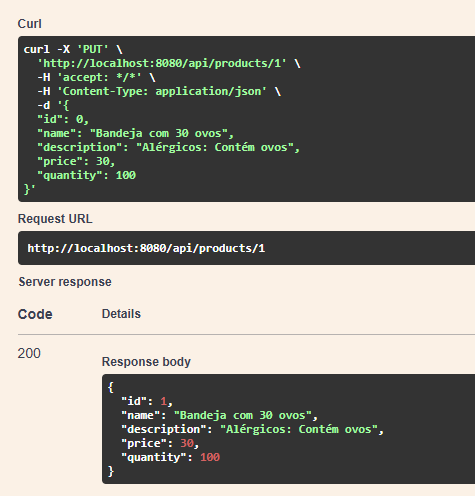 Curl
curl -X 'PUT' \
  'http://localhost:8080/api/products/1' \
  -H 'accept: */*' \
  -H 'Content-Type: application/json' \
  -d '{
  "id": 0,
  "name": "Bandeja com 30 ovos",
  "description": "Alérgicos: Contém ovos",
  "price": 30,
  "quantity": 100
}'
Request URL
http://localhost:8080/api/products/1
Server response
Code Details
200
Response body
{
  "id": 1,
  "name": "Bandeja com 30 ovos",
  "description": "Alérgicos: Contém ovos",
  "price": 30,
  "quantity": 100
}